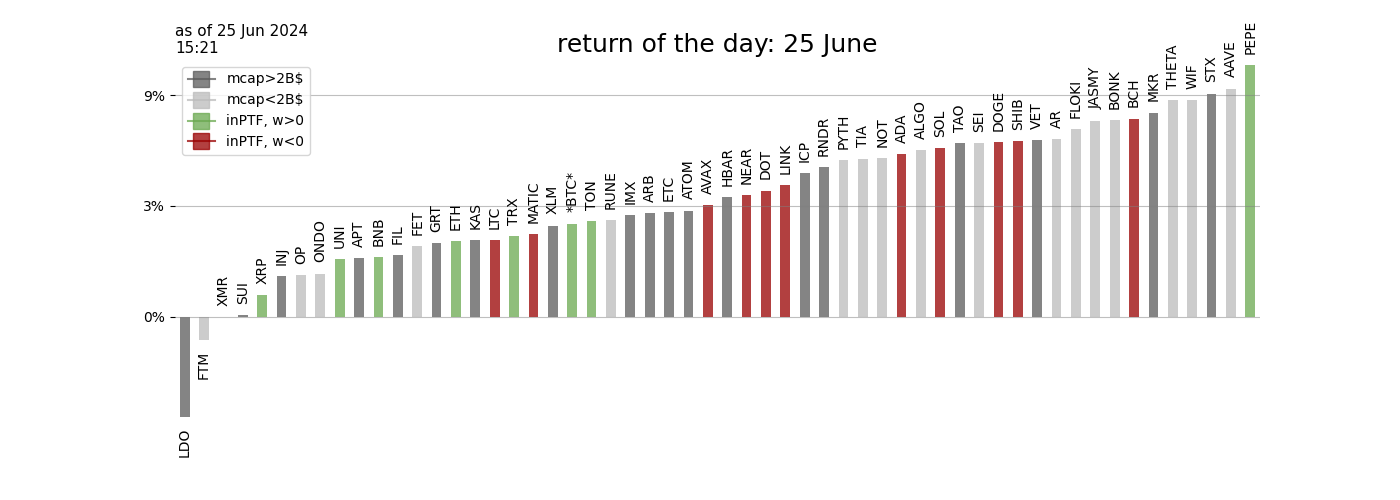 as of 25 Jun 2024
15:21
return of the day: 25 June
mcap>2B$
mcap<2B$
inPTF, w>0
inPTF, w<0
9%
3%
0%
LDO
FTM
XMR
SUI
XRP
INJ
OP
ONDO
UNI
APT
BNB
FIL
FET
GRT
ETH
KAS
LTC
TRX
MATIC
XLM
*BTC*
TON
RUNE
IMX
ARB
ETC
ATOM
AVAX
HBAR
NEAR
DOT
LINK
ICP
RNDR
PYTH
TIA
NOT
ADA
ALGO
SOL
TAO
SEI
DOGE
SHIB
VET
AR
FLOKI
JASMY
BONK
BCH
MKR
THETA
WIF
STX
AAVE
PEPE